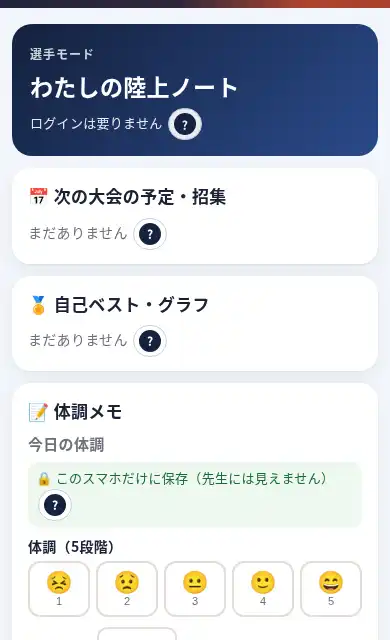 選手モード
わたしの陸上ノート
ログインは要りません ?
📅 次の大会の予定・招集
まだありません ?
🏅 自己ベスト・グラフ
まだありません ?
📝 体調メモ
今日の体調
🔒 このスマホだけに保存（先生には見えません）
?
体調（5段階）
😣 😟 😐 🙂 😄
1 2 3 4 5